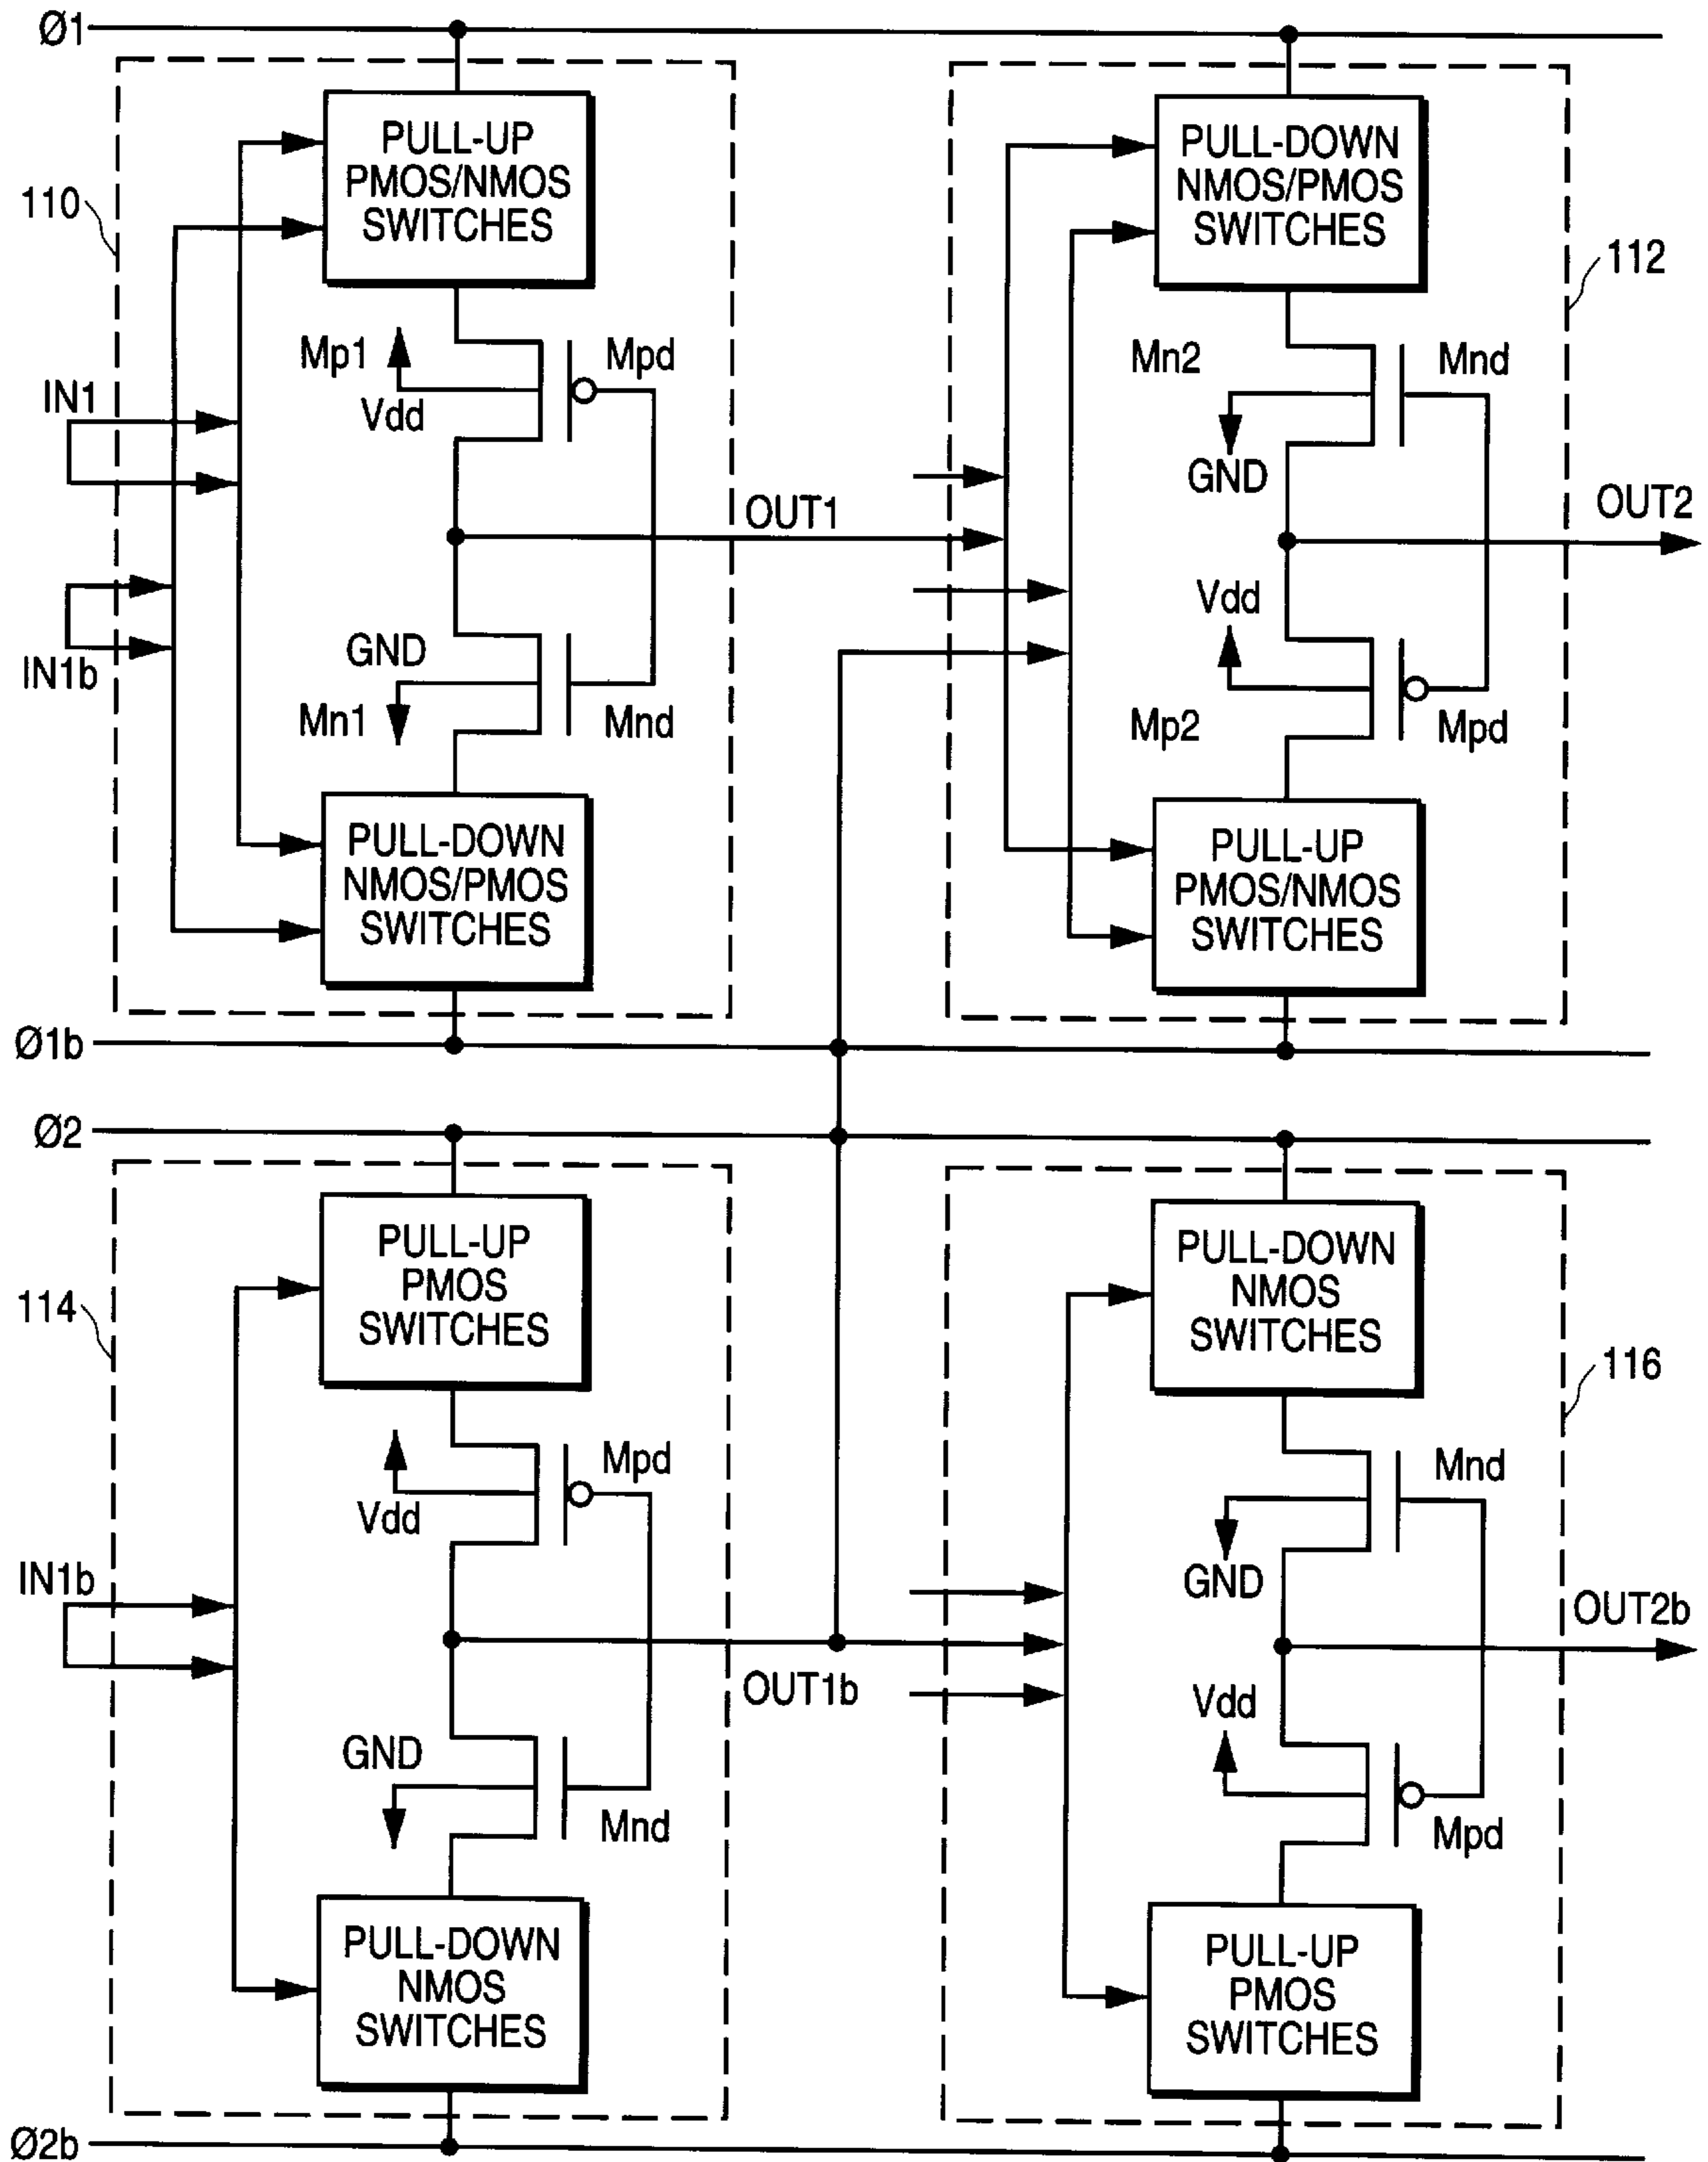 Ø1
PULL-UP
PMOS/NMOS
SWITCHES
110
Mp1
Mpd
Vdd
IN1
OUT1
IN1b
GND
Mn1
Mnd
PULL-DOWN
NMOS/PMOS
SWITCHES
PULL-DOWN
NMOS/PMOS
SWITCHES
112
Mn2
Mnd
GND
OUT2
Vdd
Mp2
Mpd
PULL-UP
PMOS/NMOS
SWITCHES
Ø1b
Ø2
PULL-UP
PMOS
SWITCHES
114
Mpd
Vdd
IN1b
OUT1b
GND
Mnd
PULL-DOWN
NMOS
SWITCHES
PULL-DOWN
NMOS
SWITCHES
116
Mnd
GND
OUT2b
Vdd
Mpd
PULL-UP
PMOS
SWITCHES
Ø2b